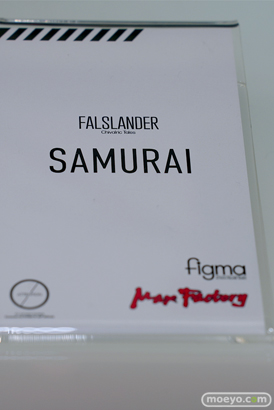 FALSLANDER
Chivalric Tales
SAMURAI
figma
Max Factory
moeyo.com